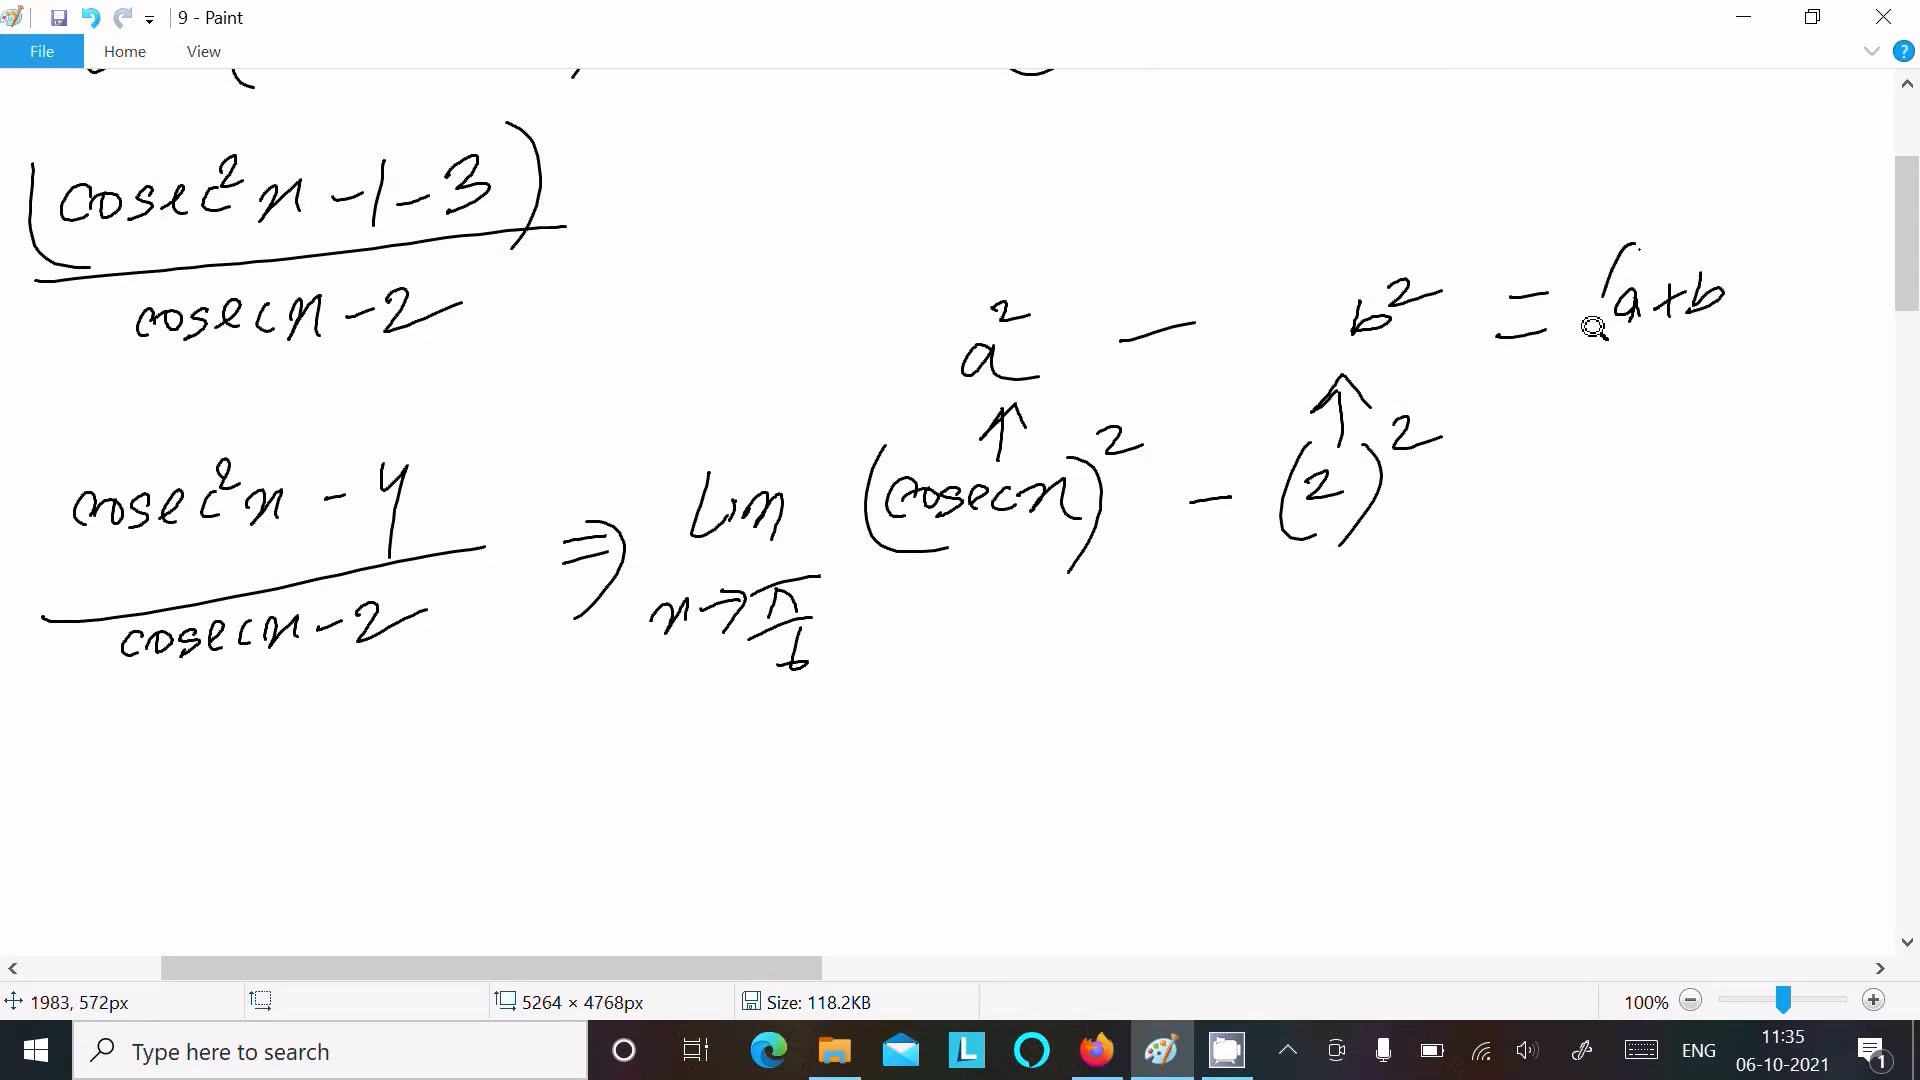 9 - Paint
File Home View
(cosec²x - 1 - 3)
cosecx - 2
a² - b² = (a+b
cosec²x - 4 ⇒ Lim (cosecx)² - (2)²
cosecx - 2 x→π/6
1983, 572px 5264 × 4768px Size: 118.2KB 100%
Type here to search L ENG 11:35
06-10-2021 1